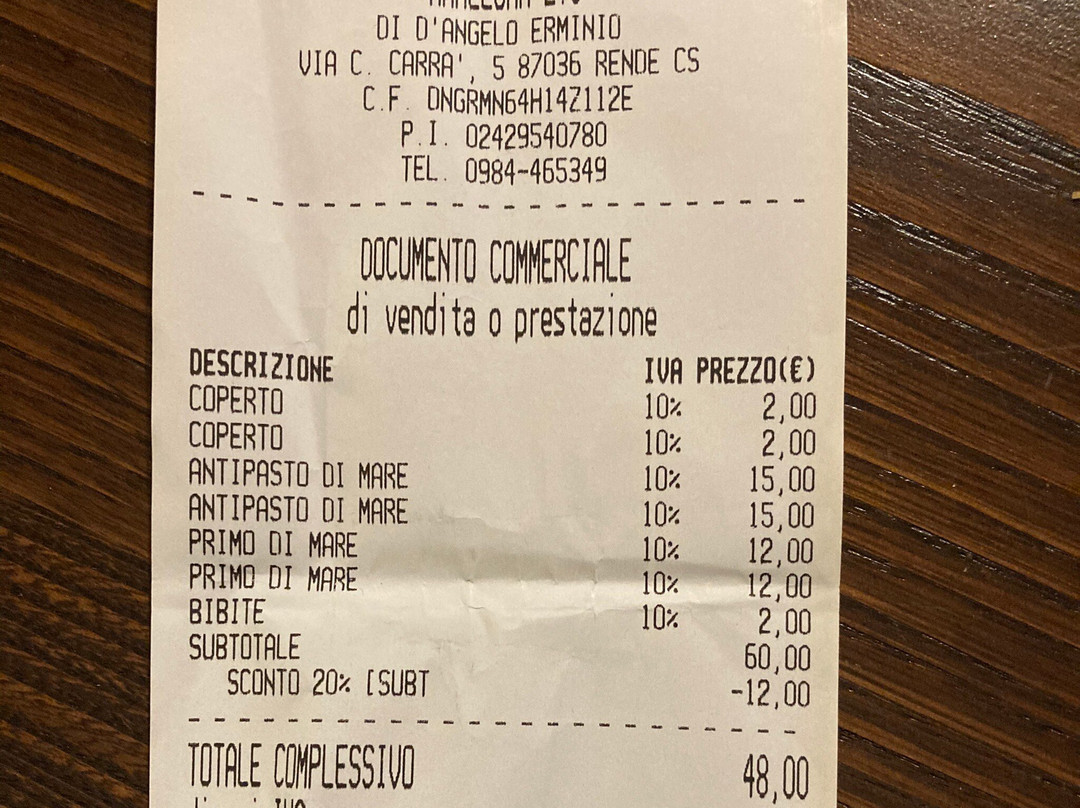 DI D'ANGELO ERMINIO
VIA C. CARRA', 5 87036 RENDE CS
C.F. DNGRMN64H14Z112E
P.I. 02429540780
TEL. 0984-465349
DOCUMENTO COMMERCIALE
di vendita o prestazione
DESCRIZIONE IVA PREZZO(€)
COPERTO 10% 2,00
COPERTO 10% 2,00
ANTIPASTO DI MARE 10% 15,00
ANTIPASTO DI MARE 10% 15,00
PRIMO DI MARE 10% 12,00
PRIMO DI MARE 10% 12,00
BIBITE 10% 2,00
SUBTOTALE 60,00
SCONTO 20% [SUBT -12,00
TOTALE COMPLESSIVO 48,00
di cui IVA